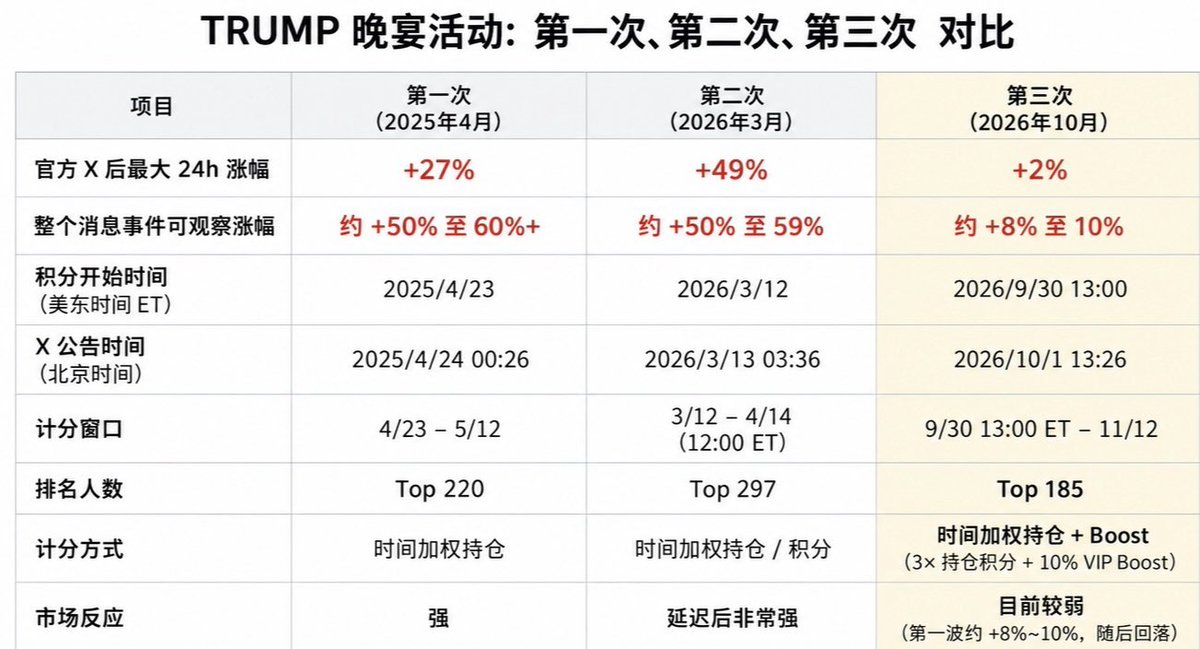 TRUMP 晚宴活动: 第一次、第二次、第三次 对比
项目
第一次
（2025年4月）
第二次
（2026年3月）
第三次
（2026年10月）
官方 X 后最大 24h 涨幅
+27%
+49%
+2%
整个消息事件可观察涨幅
约 +50% 至 60%+
约 +50% 至 59%
约 +8% 至 10%
积分开始时间
（美东时间 ET）
2025/4/23
2026/3/12
2026/9/30 13:00
X 公告时间
（北京时间）
2025/4/24 00:26
2026/3/13 03:36
2026/10/1 13:26
计分窗口
4/23 – 5/12
3/12 – 4/14
（12:00 ET）
9/30 13:00 ET – 11/12
排名人数
Top 220
Top 297
Top 185
计分方式
时间加权持仓
时间加权持仓 / 积分
时间加权持仓 + Boost
（3× 持仓积分 + 10% VIP Boost）
市场反应
强
延迟后非常强
目前较弱
（第一波约 +8%~10%，随后回落）